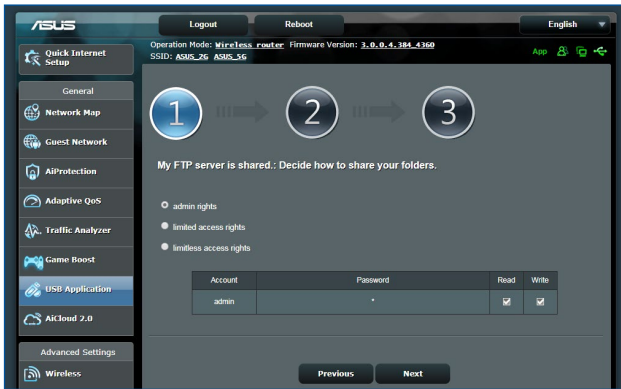 ASUS
Logout
Reboot
English
Operation Mode: Wireless router Firmware Version: 3.0.0.4.384_4360
SSID: ASUS_2G ASUS_5G
App
Quick Internet
Setup
General
Network Map
Guest Network
AiProtection
Adaptive QoS
Traffic Analyzer
Game Boost
USB Application
AiCloud 2.0
Advanced Settings
Wireless
1
2
3
My FTP server is shared.: Decide how to share your folders.
admin rights
limited access rights
limitless access rights
Account Password Read Write
admin *
Previous
Next